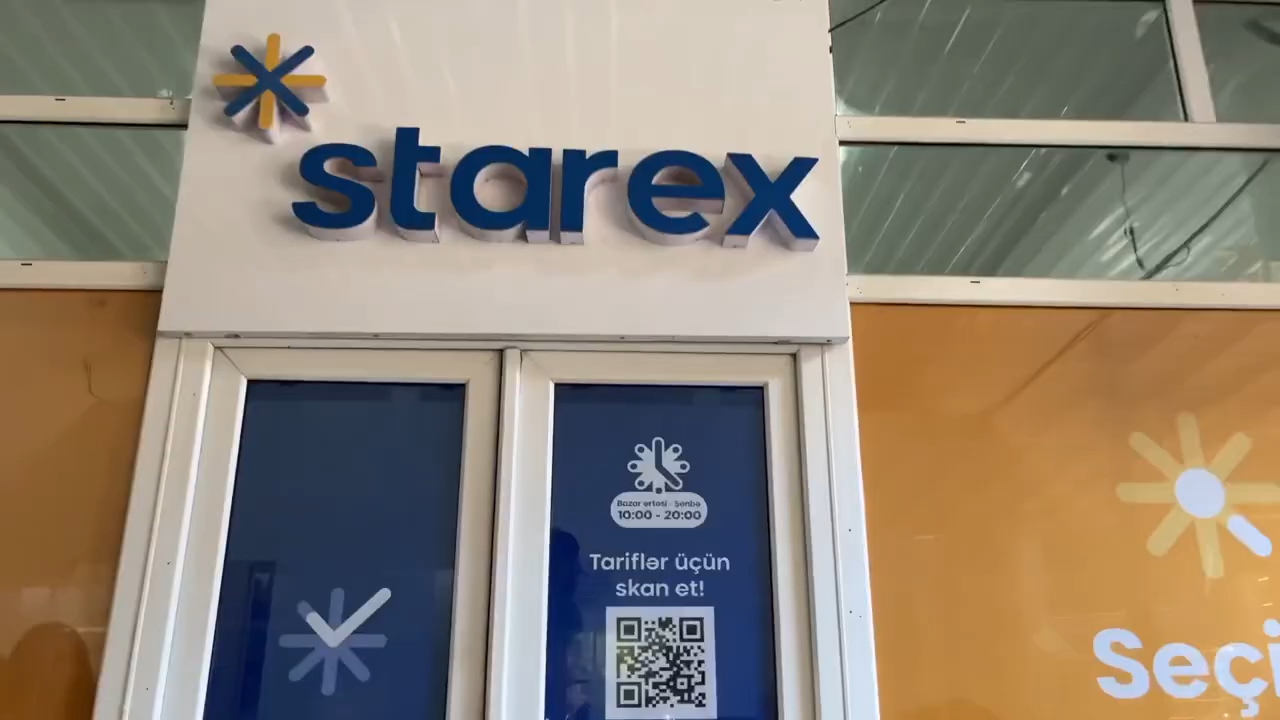 starex
Bazar ertəsi - Şənbə
10:00 - 20:00
Tariflər üçün
skan et!
Seçi